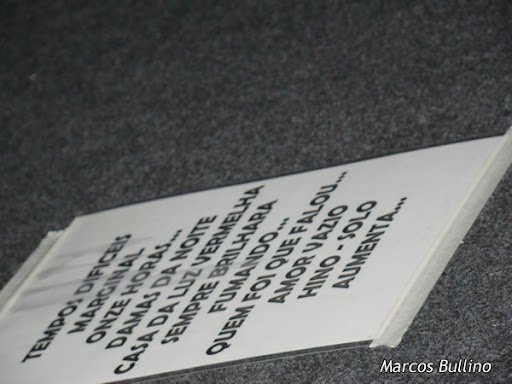 TEMPOS DIFICEIS
MARGINAL
ONZE HORAS...
DAMAS DA NOITE
CASA DA LUZ VERMELHA
SEMPRE BRILHARA
FUMANDO...
QUEM FOI QUE FALOU...
AMOR VAZIO
HINO - SOLO
AUMENTA...
Marcos Bullino